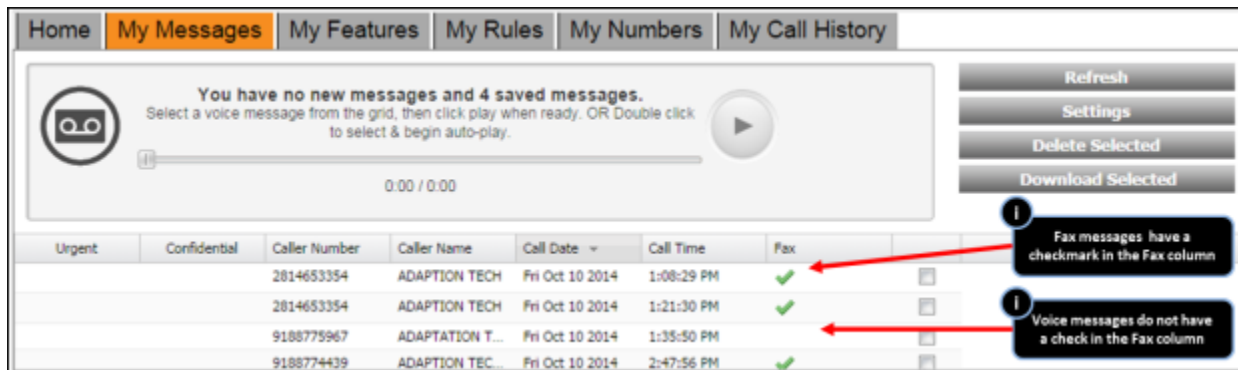 Home My Messages My Features My Rules My Numbers My Call History
You have no new messages and 4 saved messages.
Select a voice message from the grid, then click play when ready. OR Double click
to select & begin auto-play.
0:00 / 0:00
Refresh
Settings
Delete Selected
Download Selected
i
Fax messages have a
checkmark in the Fax column
Urgent Confidential Caller Number Caller Name Call Date Call Time Fax
2814653354 ADAPTION TECH Fri Oct 10 2014 1:08:29 PM
2814653354 ADAPTION TECH Fri Oct 10 2014 1:21:30 PM
i
Voice messages do not have
a check in the Fax column
9188775967 ADAPTATION T... Fri Oct 10 2014 1:35:50 PM
9188774439 ADAPTION TEC... Fri Oct 10 2014 2:47:56 PM